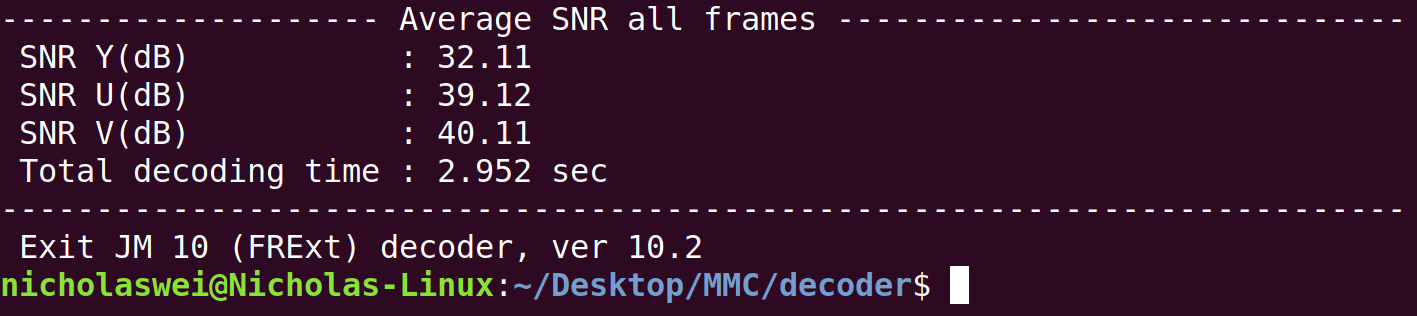 -------------------- Average SNR all frames ------------------------------
SNR Y(dB)           : 32.11
SNR U(dB)           : 39.12
SNR V(dB)           : 40.11
Total decoding time : 2.952 sec
--------------------------------------------------------------------------
Exit JM 10 (FRExt) decoder, ver 10.2
nicholaswei@Nicholas-Linux:~/Desktop/MMC/decoder$